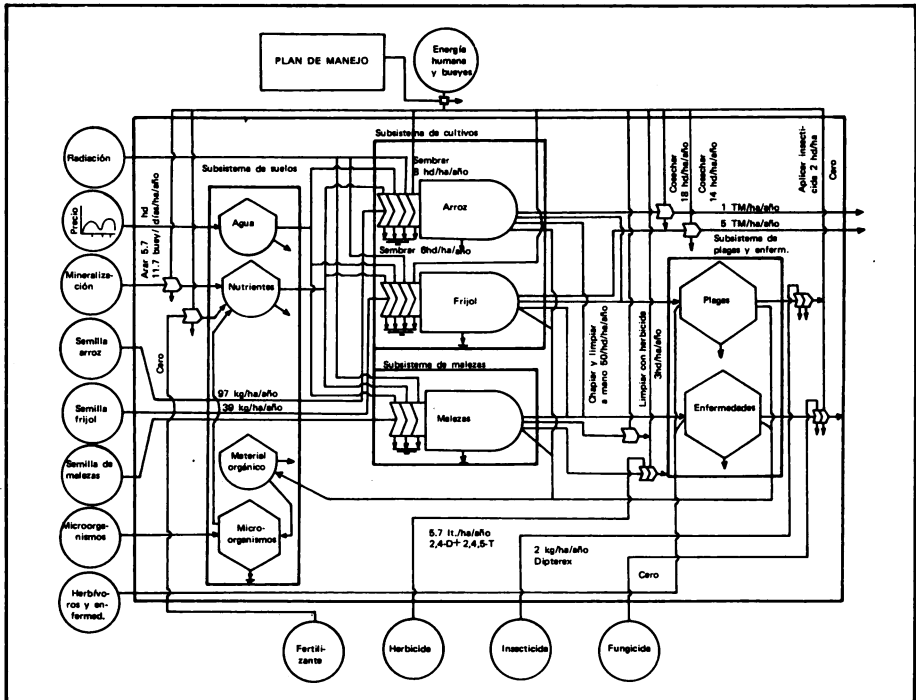 PLAN DE MANEJO
Energía
humana
y bueyes
Radiación
Precio
Mineraliza-
ción
Semilla
arroz
Semilla
frijol
Semilla de
malezas
Microorga-
nismos
Herbívo-
ros y en-
fermed.
Arar 5.7 hd
11.7 buey/días/ha/año
Cero
Subsistema de suelos
Agua
Nutrientes
97 kg/ha/año
39 kg/ha/año
Material
orgánico
Micro-
organismos
Subsistema de cultivos
Sembrar
8 hd/ha/año
Arroz
Sembrar 6hd/ha/año
Frijol
Subsistema de malezas
Malezas
Cosechar
18 hd/ha/año
Cosechar
14 hd/ha/año
Aplicar insecti-
cida 2 hd/ha
Cero
1 TM/ha/año
5 TM/ha/año
Subsistema de
plagas y enferm.
Plagas
Enfermedades
Chapiar y limpiar
a mano 50/hd/ha/año
Limpiar con herbicida
3hd/ha/año
5.7 lt./ha/año
2,4-D+ 2,4,5-T
2 kg/ha/año
Dipterex
Cero
Fertili-
zante
Herbicida
Insecticida
Fungicida